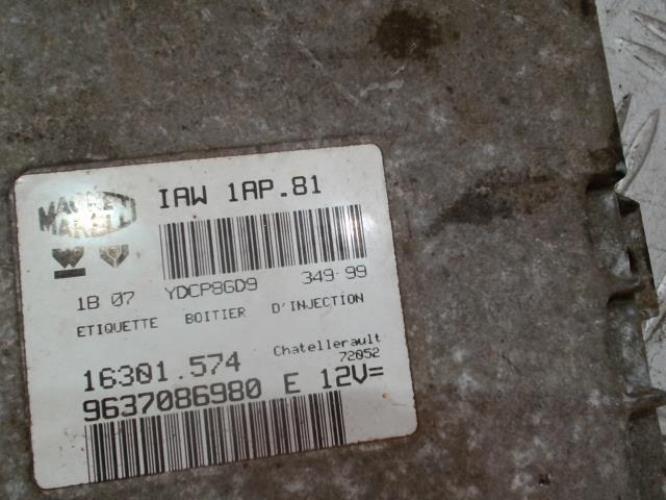 MAGNETI
MARELLI
IAW 1AP.81
1B 07 YDCP8GD9 349-99
ETIQUETTE BOITIER D'INJECTION
16301.574 Chatellerault
72052
9637086980 E 12V=